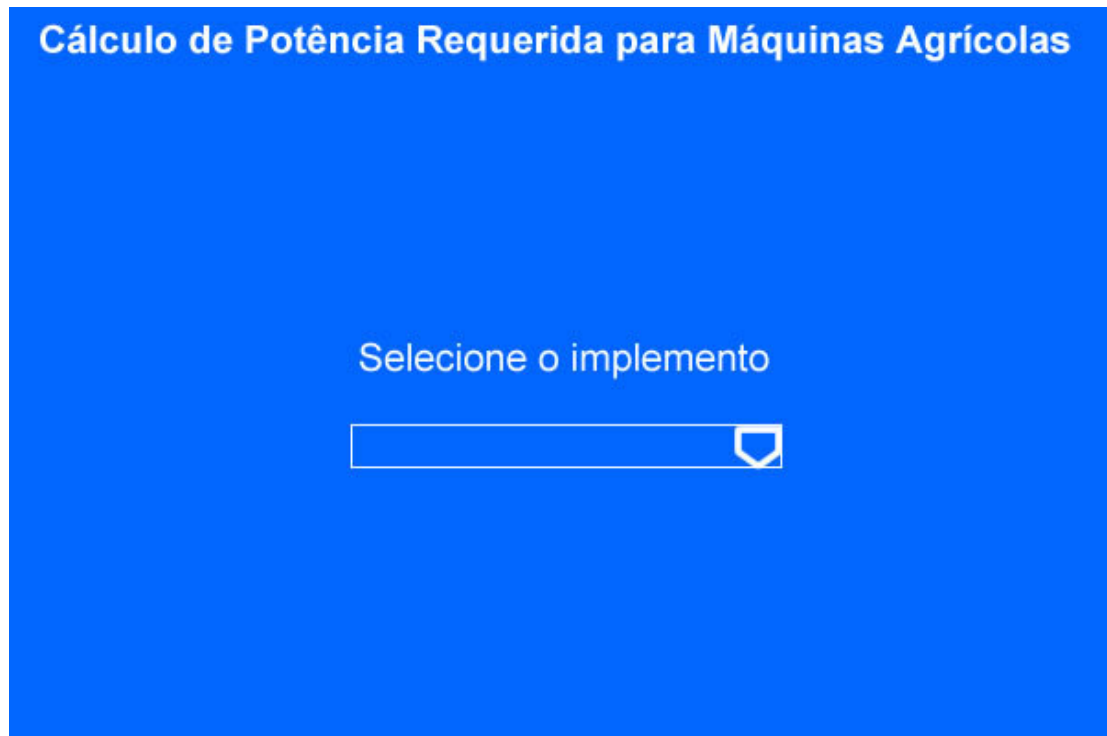 Cálculo de Potência Requerida para Máquinas Agrícolas
Selecione o implemento